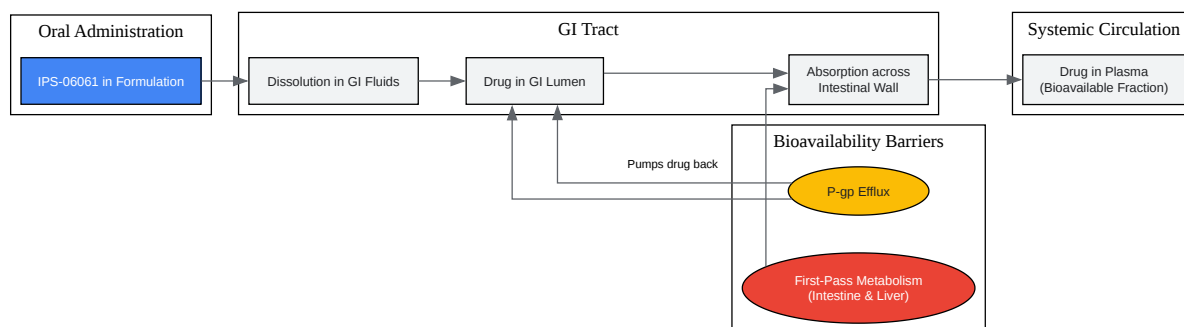 Oral Administration
GI Tract
Systemic Circulation
IPS-06061 in Formulation
Dissolution in GI Fluids
Drug in GI Lumen
Absorption across
Intestinal Wall
Drug in Plasma
(Bioavailable Fraction)
Bioavailability Barriers
Pumps drug back
P-gp Efflux
First-Pass Metabolism
(Intestine & Liver)